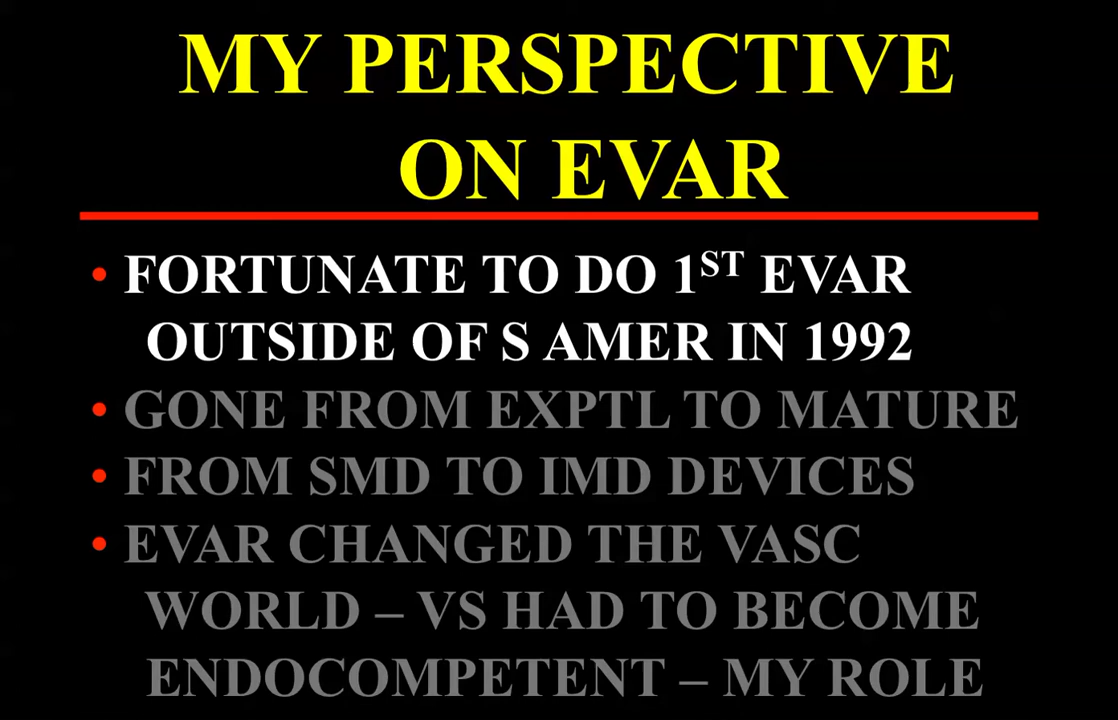 MY PERSPECTIVE
ON EVAR
• FORTUNATE TO DO 1ST EVAR
OUTSIDE OF S AMER IN 1992
• GONE FROM EXPTL TO MATURE
• FROM SMD TO IMD DEVICES
• EVAR CHANGED THE VASC
WORLD – VS HAD TO BECOME
ENDOCOMPETENT – MY ROLE